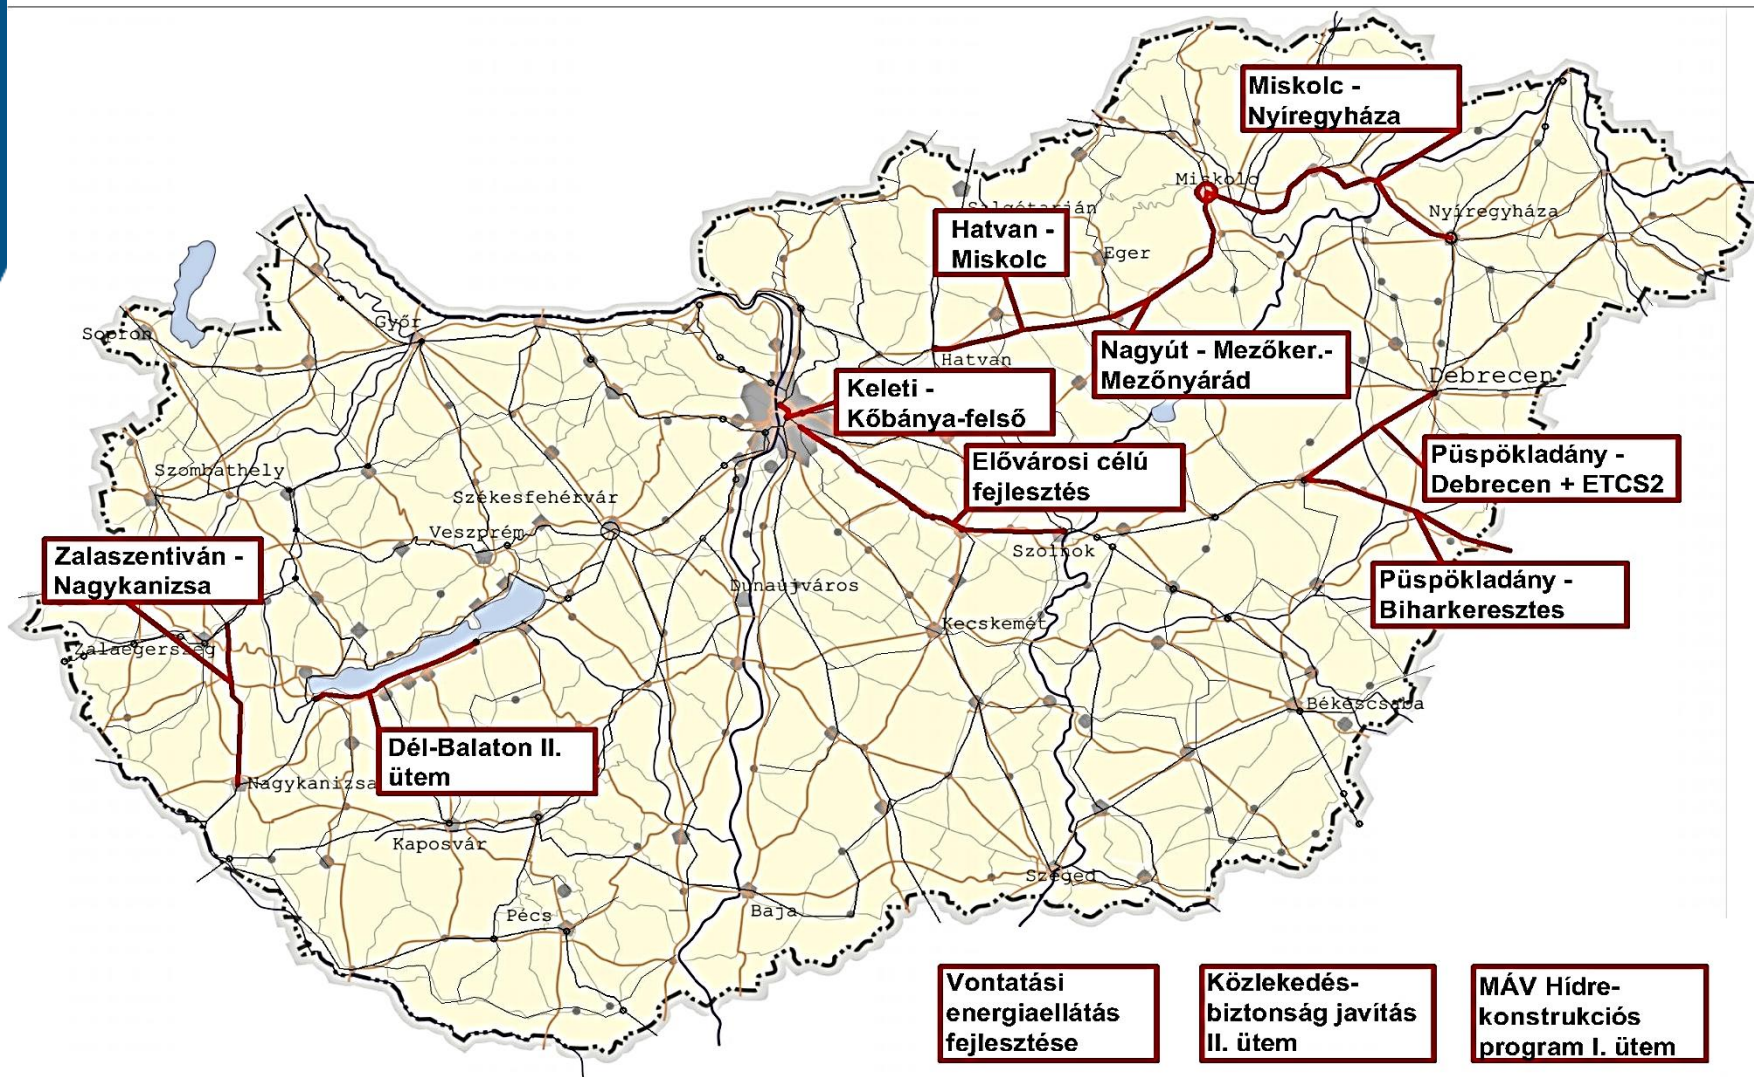 Miskolc -
Nyíregyháza
Miskolc
Salgótarján
Nyíregyháza
Hatvan -
Miskolc
Eger
Sopron
Győr
Hatvan
Nagyút - Mezőker.-
Mezőnyárád
Keleti -
Kőbánya-felső
Debrecen
Elővárosi célú
fejlesztés
Püspökladány -
Debrecen + ETCS2
Szombathely
Székesfehérvár
Veszprém
Szolnok
Zalaszentiván -
Nagykanizsa
Dunaújváros
Püspökladány -
Biharkeresztes
Kecskemét
Zalaegerszeg
Békéscsaba
Dél-Balaton II.
ütem
Nagykanizsa
Kaposvár
Szeged
Pécs
Baja
Vontatási
energiaellátás
fejlesztése
Közlekedés-
biztonság javítás
II. ütem
MÁV Hídre-
konstrukciós
program I. ütem